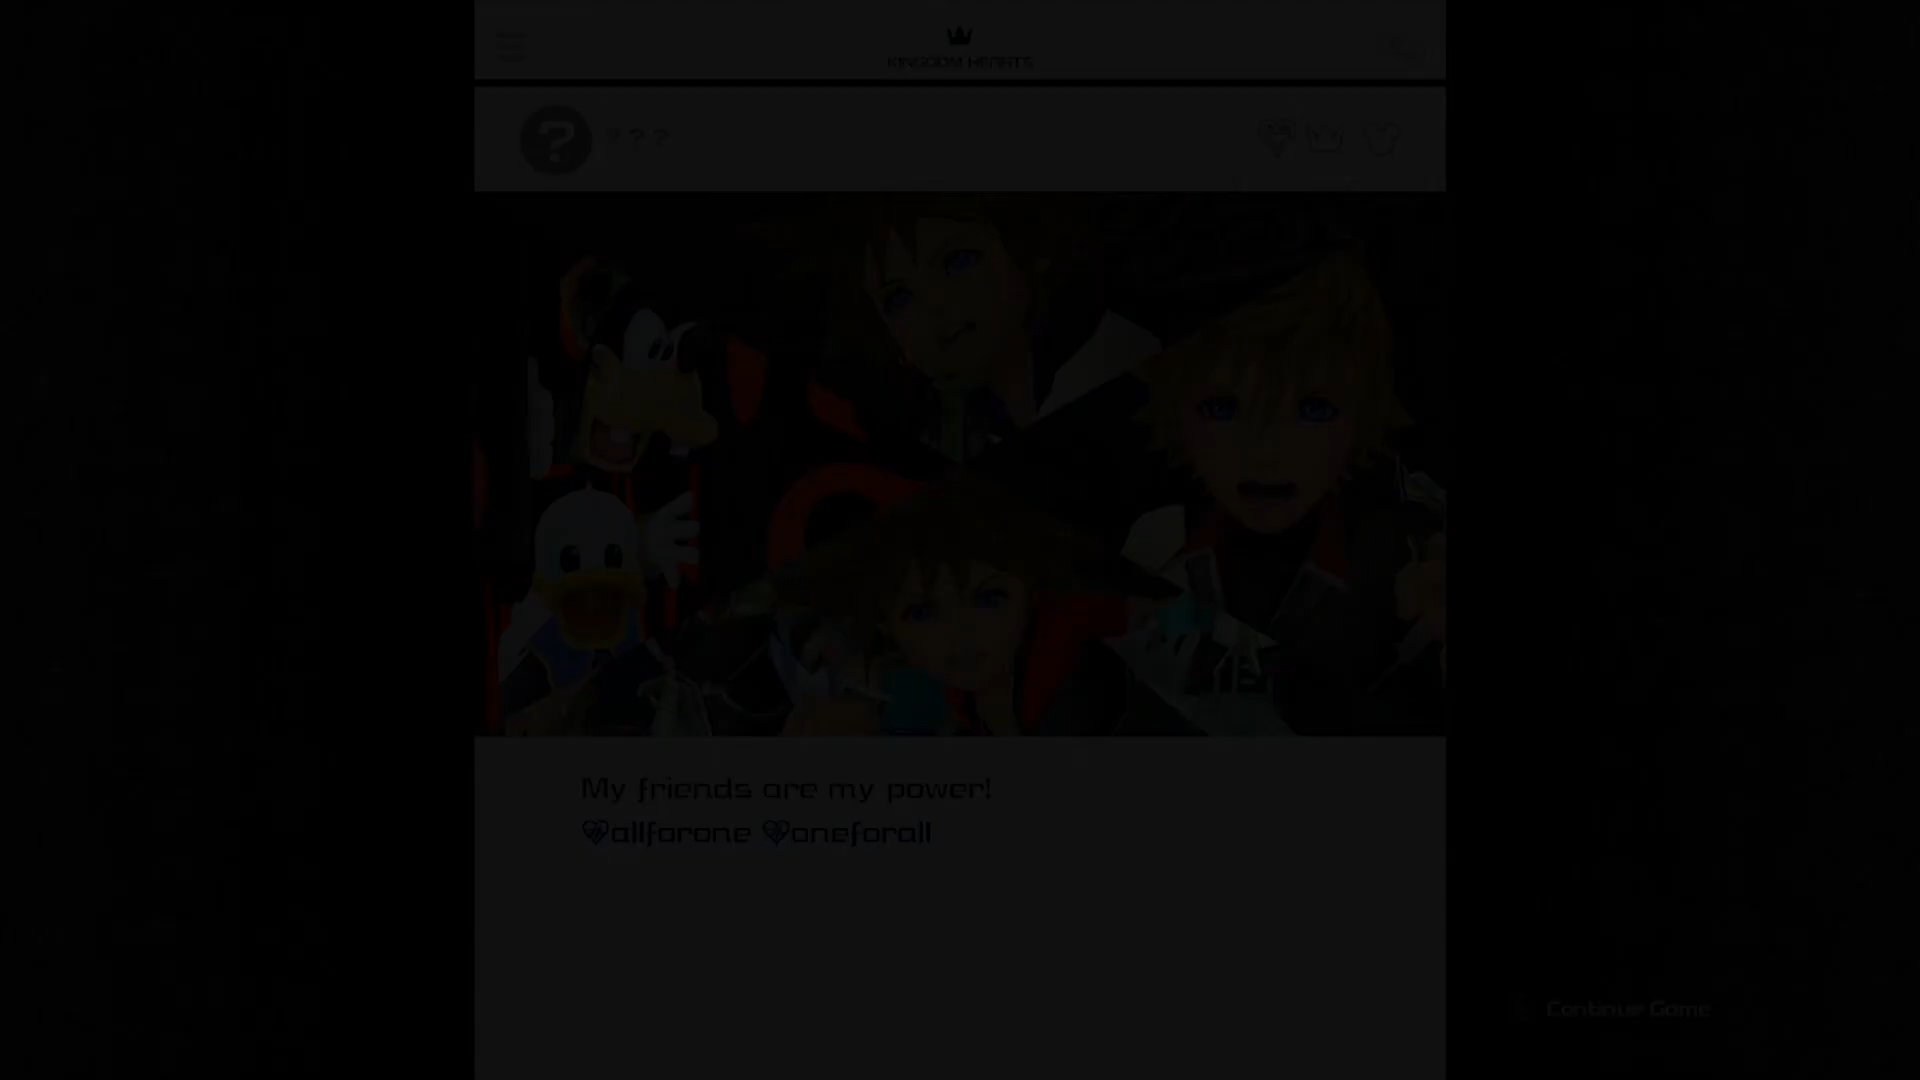 KINGDOM HEARTS
? ? ?
My friends are my power!
allforone oneforall
Continue Game